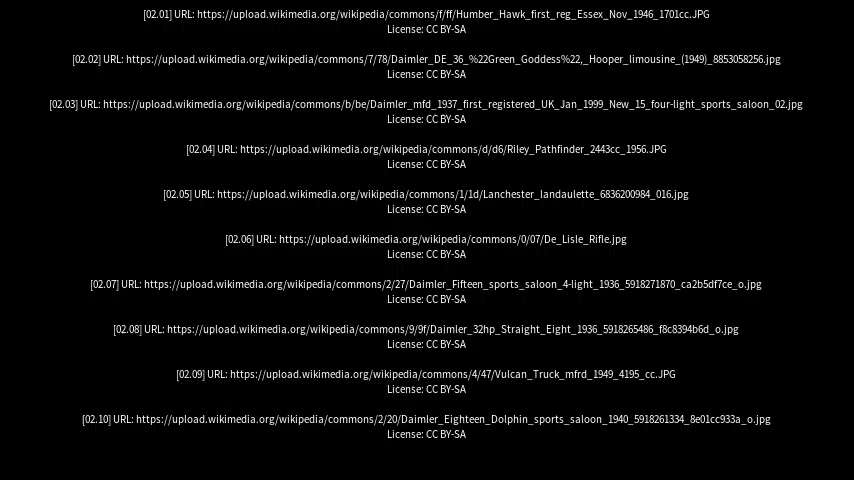 [02.01] URL: https://upload.wikimedia.org/wikipedia/commons/f/ff/Humber_Hawk_first_reg_Essex_Nov_1946_1701cc.JPG
License: CC BY-SA
[02.02] URL: https://upload.wikimedia.org/wikipedia/commons/7/78/Daimler_DE_36_%22Green_Goddess%22,_Hooper_limousine_(1949)_8853058256.jpg
License: CC BY-SA
[02.03] URL: https://upload.wikimedia.org/wikipedia/commons/b/be/Daimler_mfd_1937_first_registered_UK_Jan_1999_New_15_four-light_sports_saloon_02.jpg
License: CC BY-SA
[02.04] URL: https://upload.wikimedia.org/wikipedia/commons/d/d6/Riley_Pathfinder_2443cc_1956.JPG
License: CC BY-SA
[02.05] URL: https://upload.wikimedia.org/wikipedia/commons/1/1d/Lanchester_landaulette_6836200984_016.jpg
License: CC BY-SA
[02.06] URL: https://upload.wikimedia.org/wikipedia/commons/0/07/De_Lisle_Rifle.jpg
License: CC BY-SA
[02.07] URL: https://upload.wikimedia.org/wikipedia/commons/2/27/Daimler_Fifteen_sports_saloon_4-light_1936_5918271870_ca2b5df7ce_o.jpg
License: CC BY-SA
[02.08] URL: https://upload.wikimedia.org/wikipedia/commons/9/9f/Daimler_32hp_Straight_Eight_1936_5918265486_f8c8394b6d_o.jpg
License: CC BY-SA
[02.09] URL: https://upload.wikimedia.org/wikipedia/commons/4/47/Vulcan_Truck_mfrd_1949_4195_cc.JPG
License: CC BY-SA
[02.10] URL: https://upload.wikimedia.org/wikipedia/commons/2/20/Daimler_Eighteen_Dolphin_sports_saloon_1940_5918261334_8e01cc933a_o.jpg
License: CC BY-SA